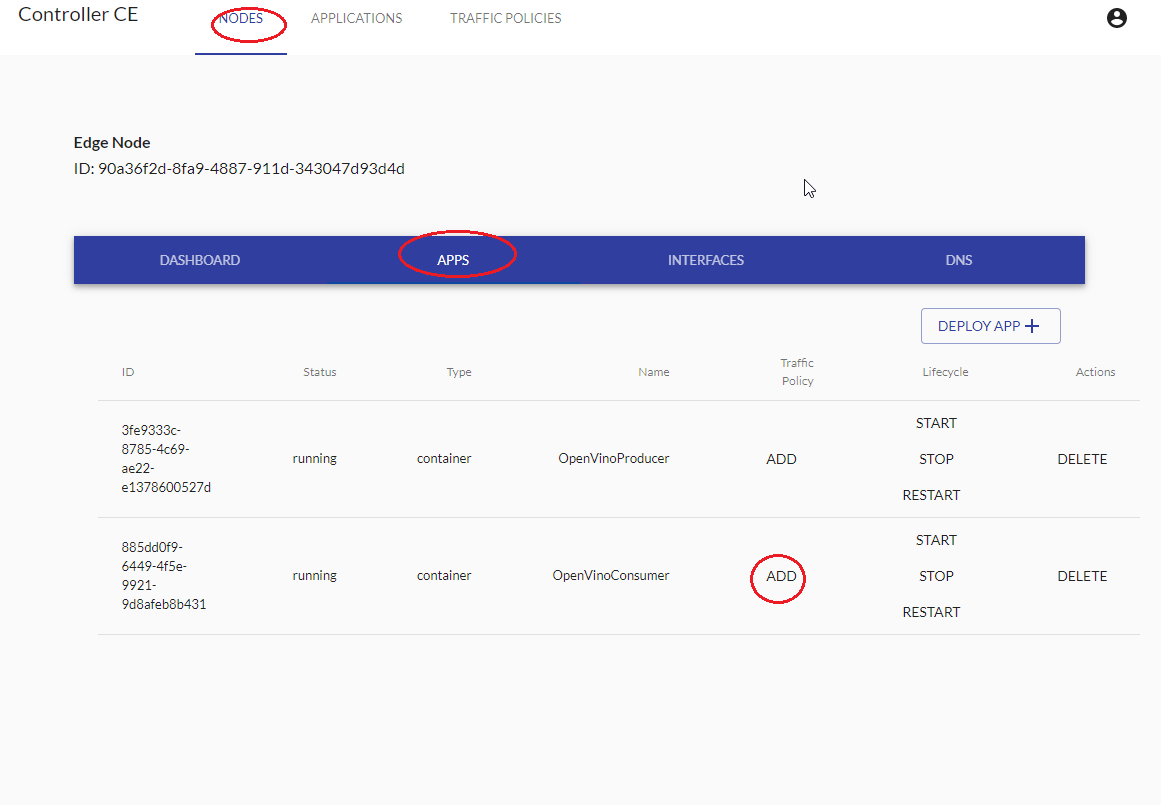 Controller CE
NODES
APPLICATIONS
TRAFFIC POLICIES
Edge Node
ID: 90a36f2d-8fa9-4887-911d-343047d93d4d
DASHBOARD
APPS
INTERFACES
DNS
DEPLOY APP +
ID
Status
Type
Name
Traffic
Policy
Lifecycle
Actions
3fe9333c-
8785-4c69-
ae22-
e1378600527d
running
container
OpenVinoProducer
ADD
START
STOP
RESTART
DELETE
885dd0f9-
6449-4f5e-
9921-
9d8afeb8b431
running
container
OpenVinoConsumer
ADD
START
STOP
RESTART
DELETE